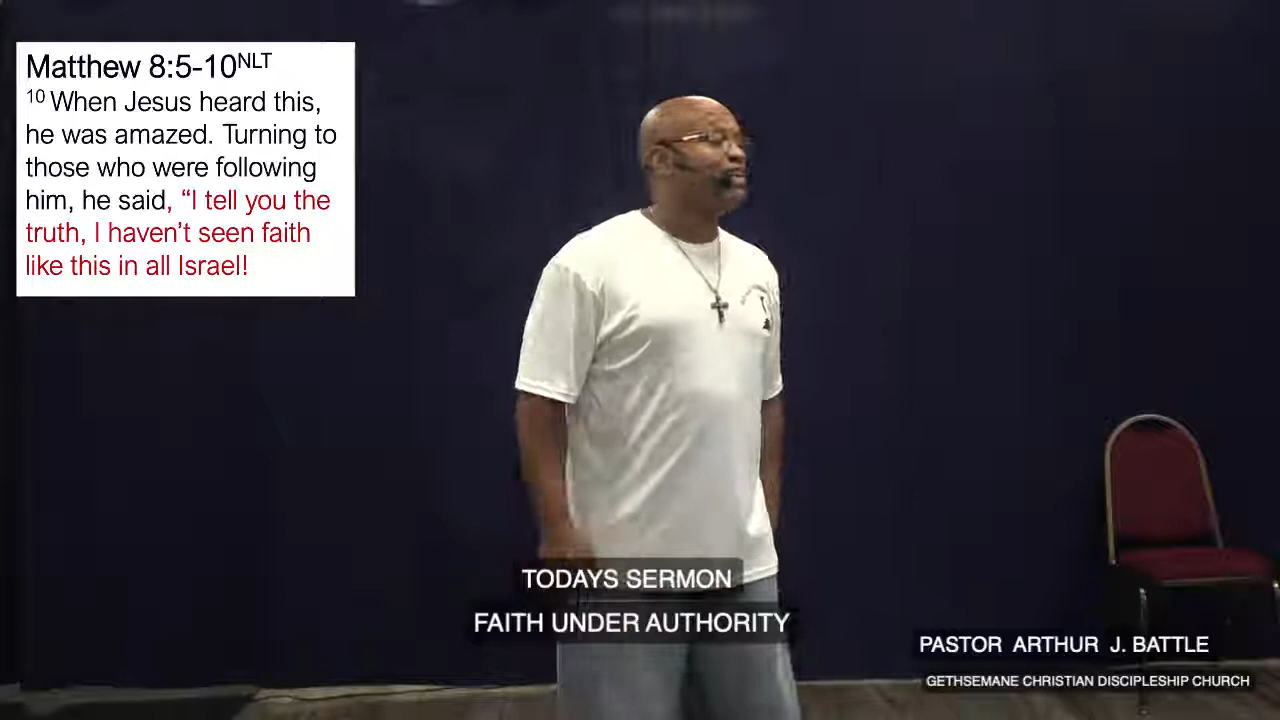 Matthew 8:5-10NLT
10 When Jesus heard this,
he was amazed. Turning to
those who were following
him, he said, “I tell you the
truth, I haven’t seen faith
like this in all Israel!
TODAYS SERMON
FAITH UNDER AUTHORITY
PASTOR ARTHUR J. BATTLE
GETHSEMANE CHRISTIAN DISCIPLESHIP CHURCH